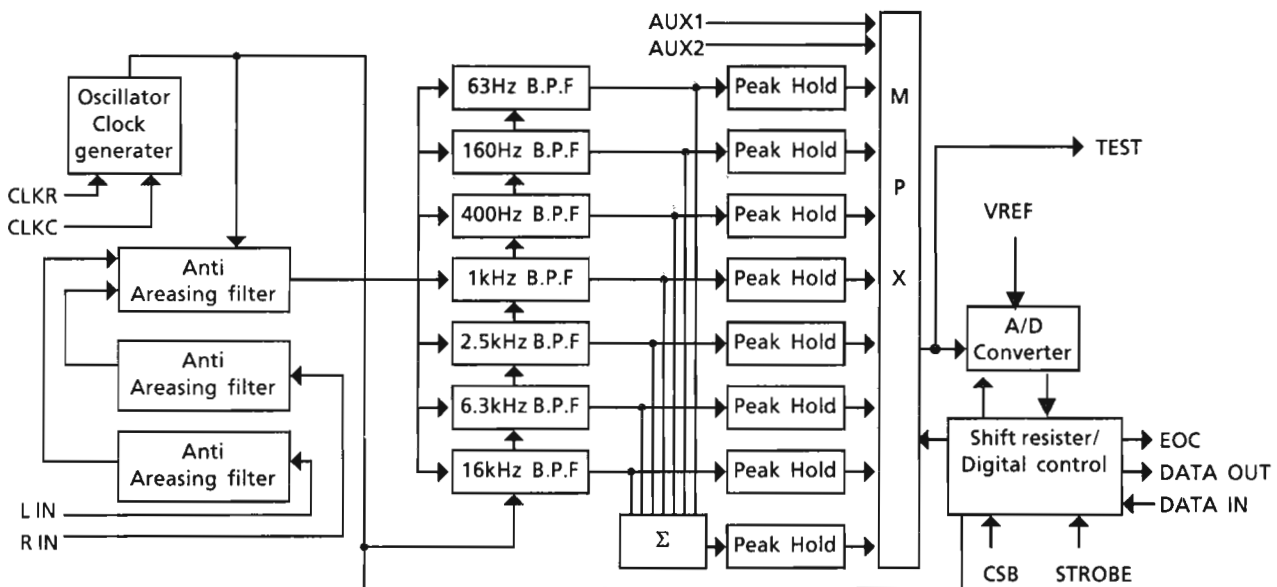 AUX1
AUX2
Oscillator
Clock
generater
CLKR
CLKC
Anti
Areasing filter
Anti
Areasing filter
Anti
Areasing filter
L IN
R IN
63Hz B.P.F
160Hz B.P.F
400Hz B.P.F
1kHz B.P.F
2.5kHz B.P.F
6.3kHz B.P.F
16kHz B.P.F
Σ
Peak Hold
Peak Hold
Peak Hold
Peak Hold
Peak Hold
Peak Hold
Peak Hold
Peak Hold
M
P
X
TEST
VREF
A/D
Converter
Shift resister/
Digital control
EOC
DATA OUT
DATA IN
CSB
STROBE